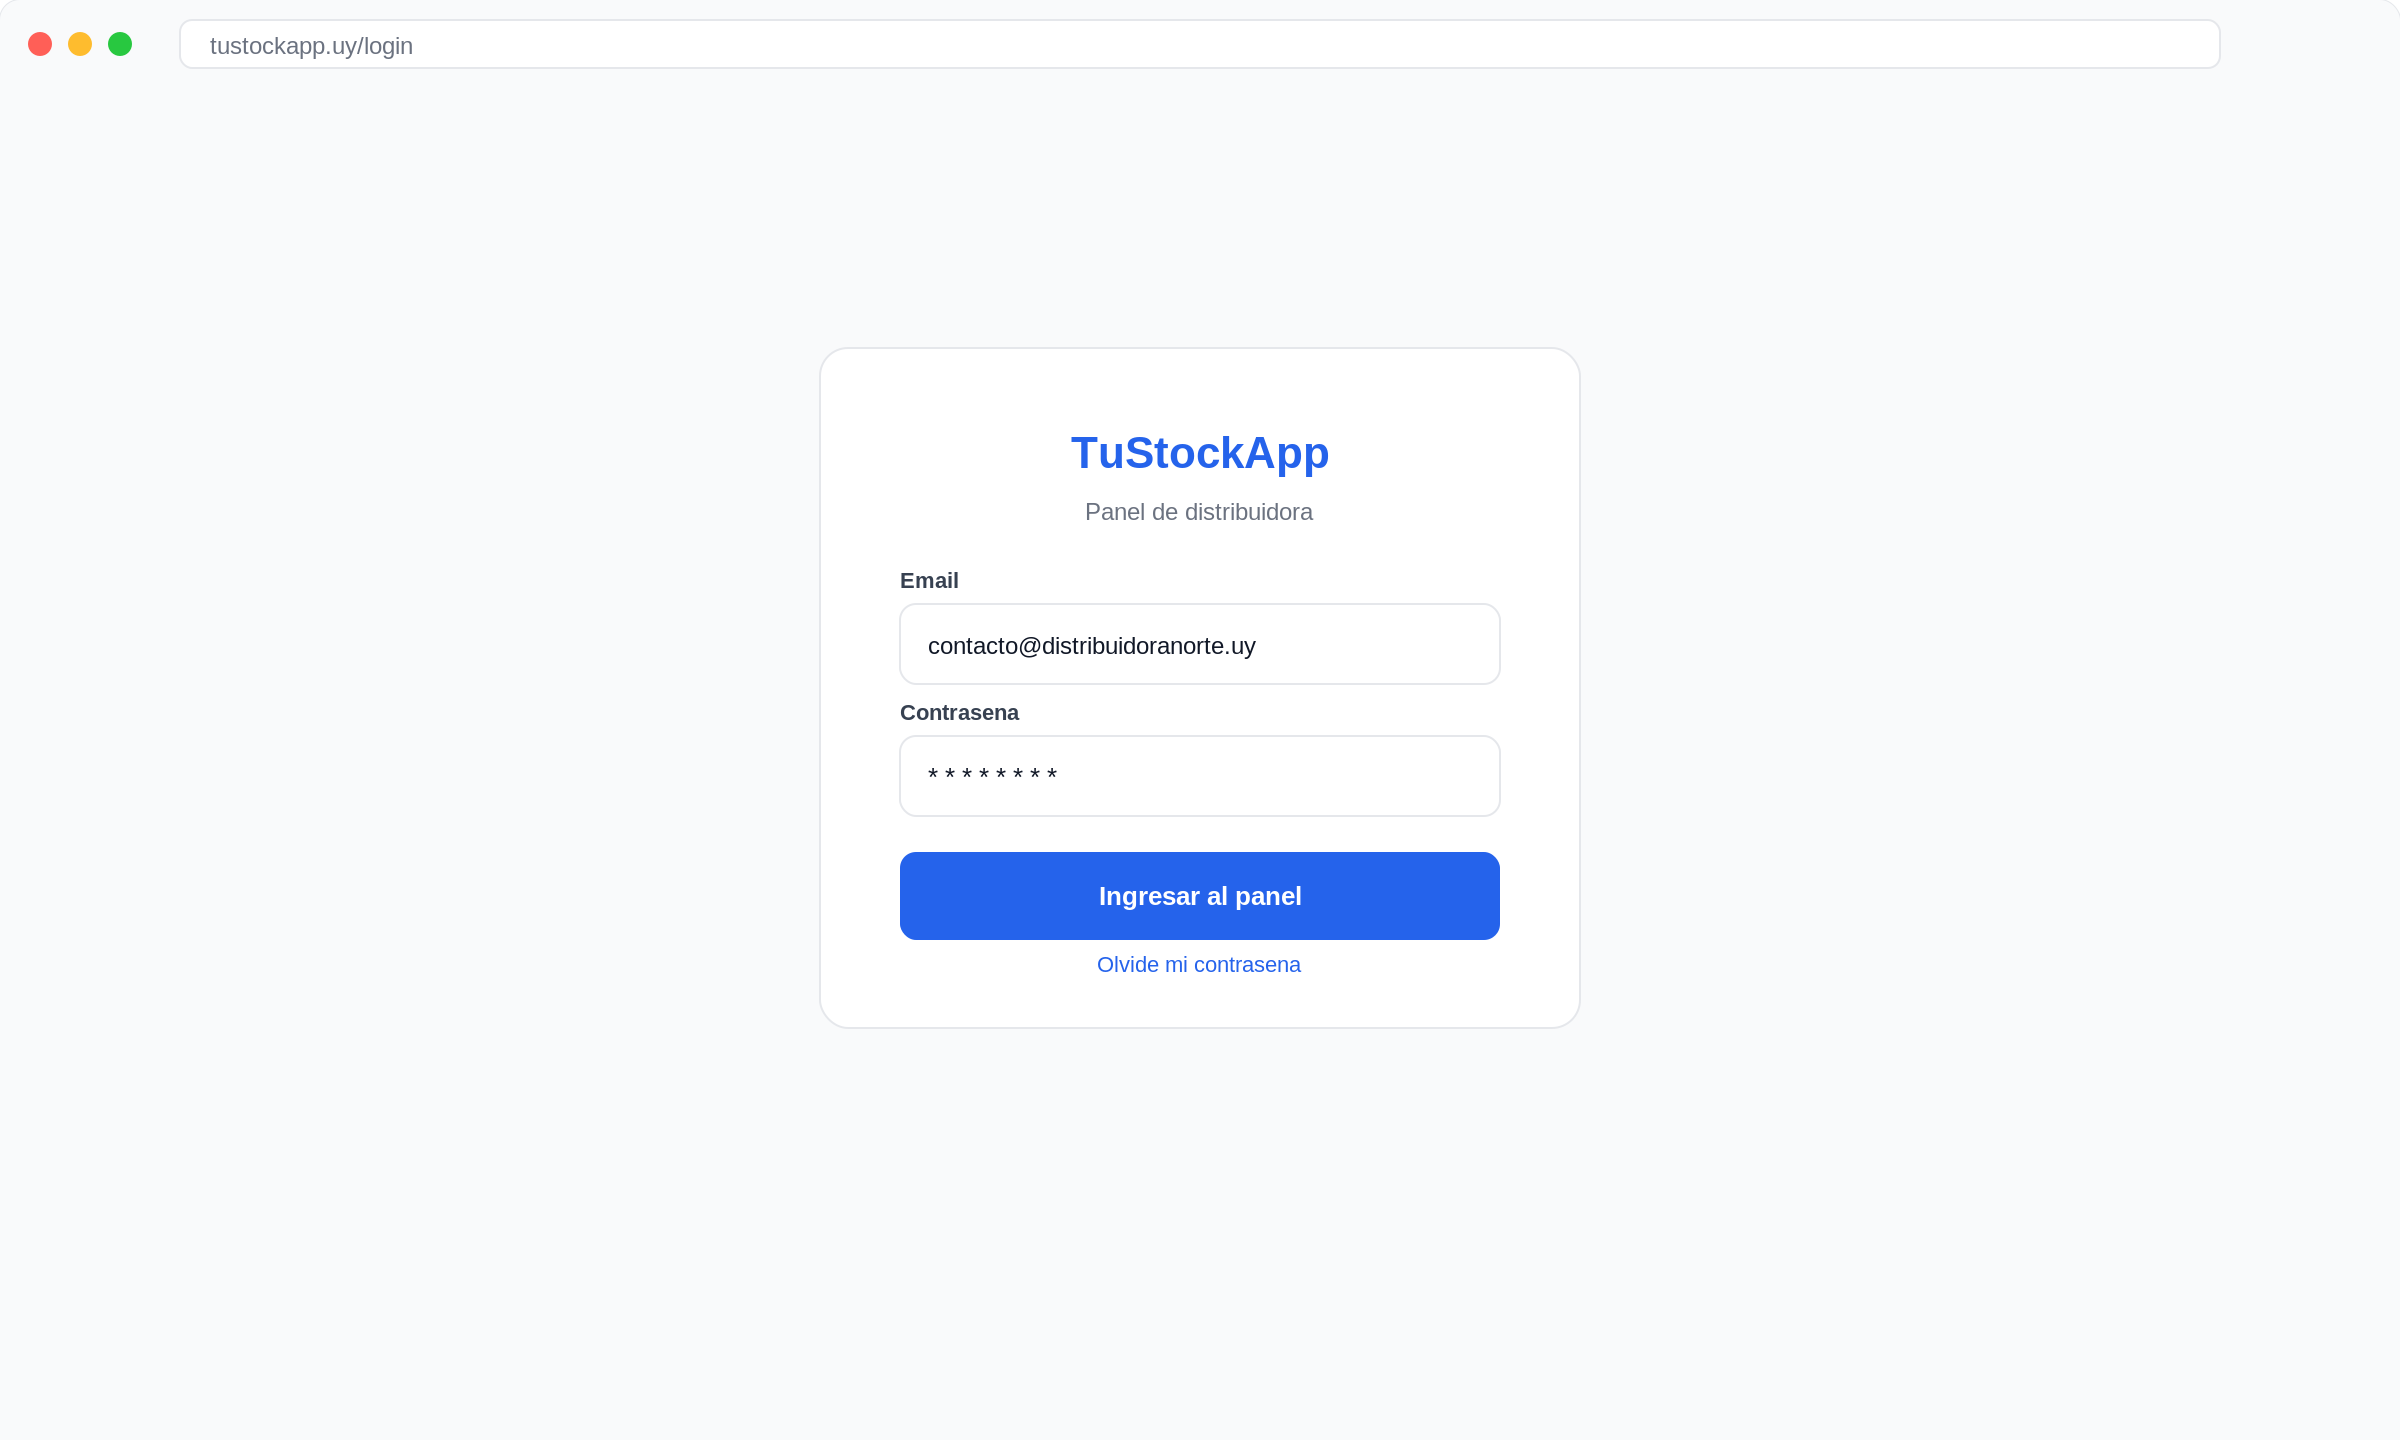 tustockapp.uy/login
TuStockApp
Panel de distribuidora
Email
contacto@distribuidoranorte.uy
Contrasena
* * * * * * * *
Ingresar al panel
Olvide mi contrasena